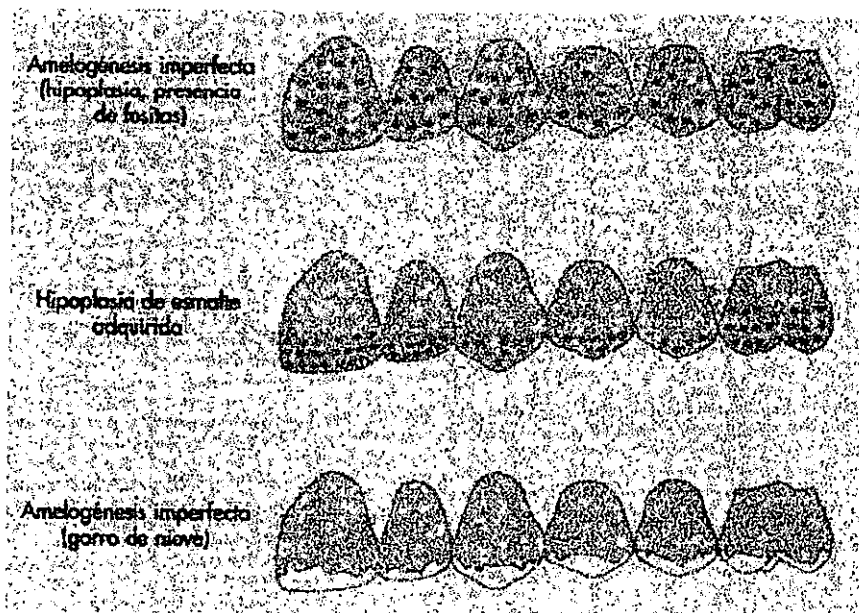 Amelogénesis imperfecta
(hipoplasia, presencia
de fositas)
Hipoplasia de esmalte
adquirida
Amelogénesis imperfecta
(gorro de nieve)